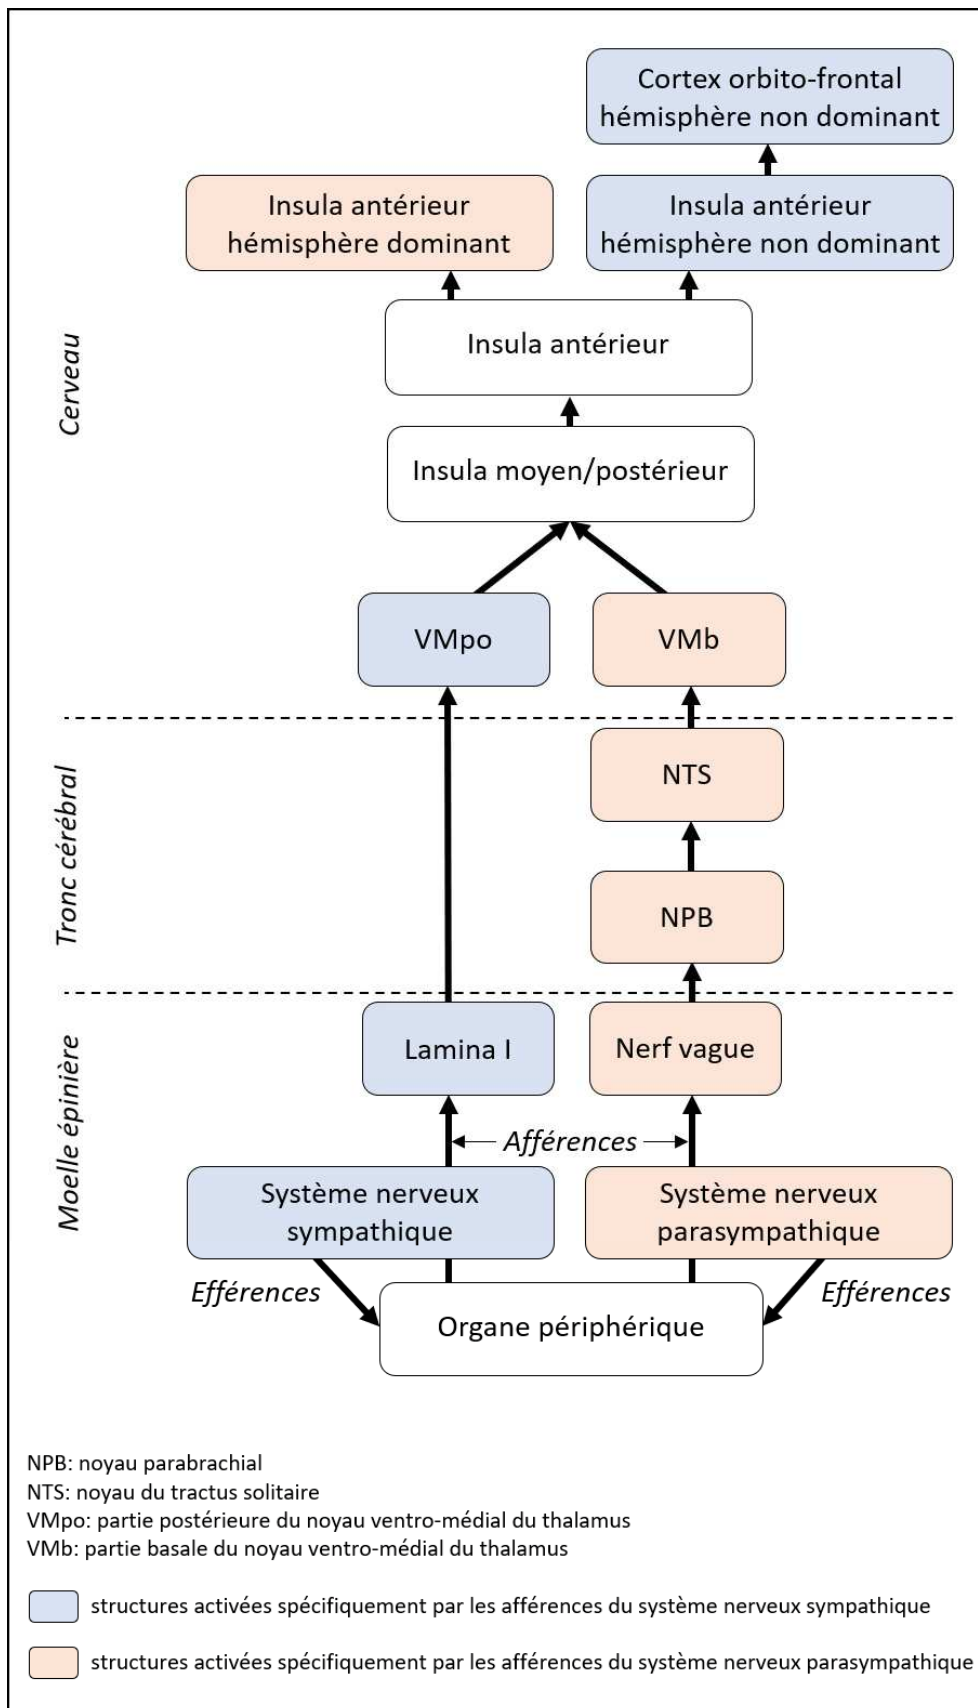 Cortex orbito-frontal
hémisphère non dominant
Insula antérieur
hémisphère dominant
Insula antérieur
hémisphère non dominant
Insula antérieur
Cerveau
Insula moyen/postérieur
VMpo
VMb
NTS
Tronc cérébral
NPB
Lamina I
Nerf vague
Moelle épinière
Afférences
Système nerveux
sympathique
Système nerveux
parasympathique
Efférences
Efférences
Organe périphérique
NPB: noyau parabrachial
NTS: noyau du tractus solitaire
VMpo: partie postérieure du noyau ventro-médial du thalamus
VMb: partie basale du noyau ventro-médial du thalamus
structures activées spécifiquement par les afférences du système nerveux sympathique
structures activées spécifiquement par les afférences du système nerveux parasympathique